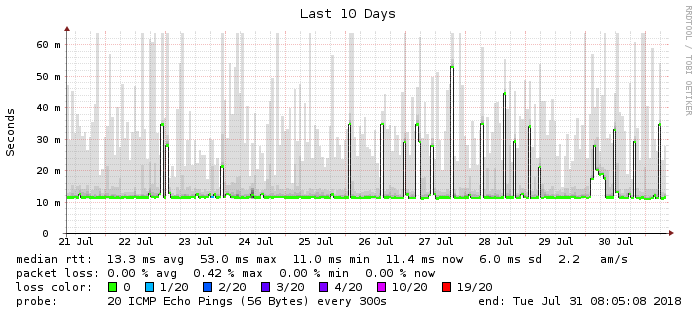 Last 10 Days
RRDTOOL / TOBI OETIKER
Seconds
60 m
50 m
40 m
30 m
20 m
10 m
0
21 Jul 22 Jul 23 Jul 24 Jul 25 Jul 26 Jul 27 Jul 28 Jul 29 Jul 30 Jul
median rtt: 13.3 ms avg 53.0 ms max 11.0 ms min 11.4 ms now 6.0 ms sd 2.2 am/s
packet loss: 0.00 % avg 0.42 % max 0.00 % min 0.00 % now
loss color: 0 1/20 2/20 3/20 4/20 10/20 19/20
probe: 20 ICMP Echo Pings (56 Bytes) every 300s end: Tue Jul 31 08:05:08 2018